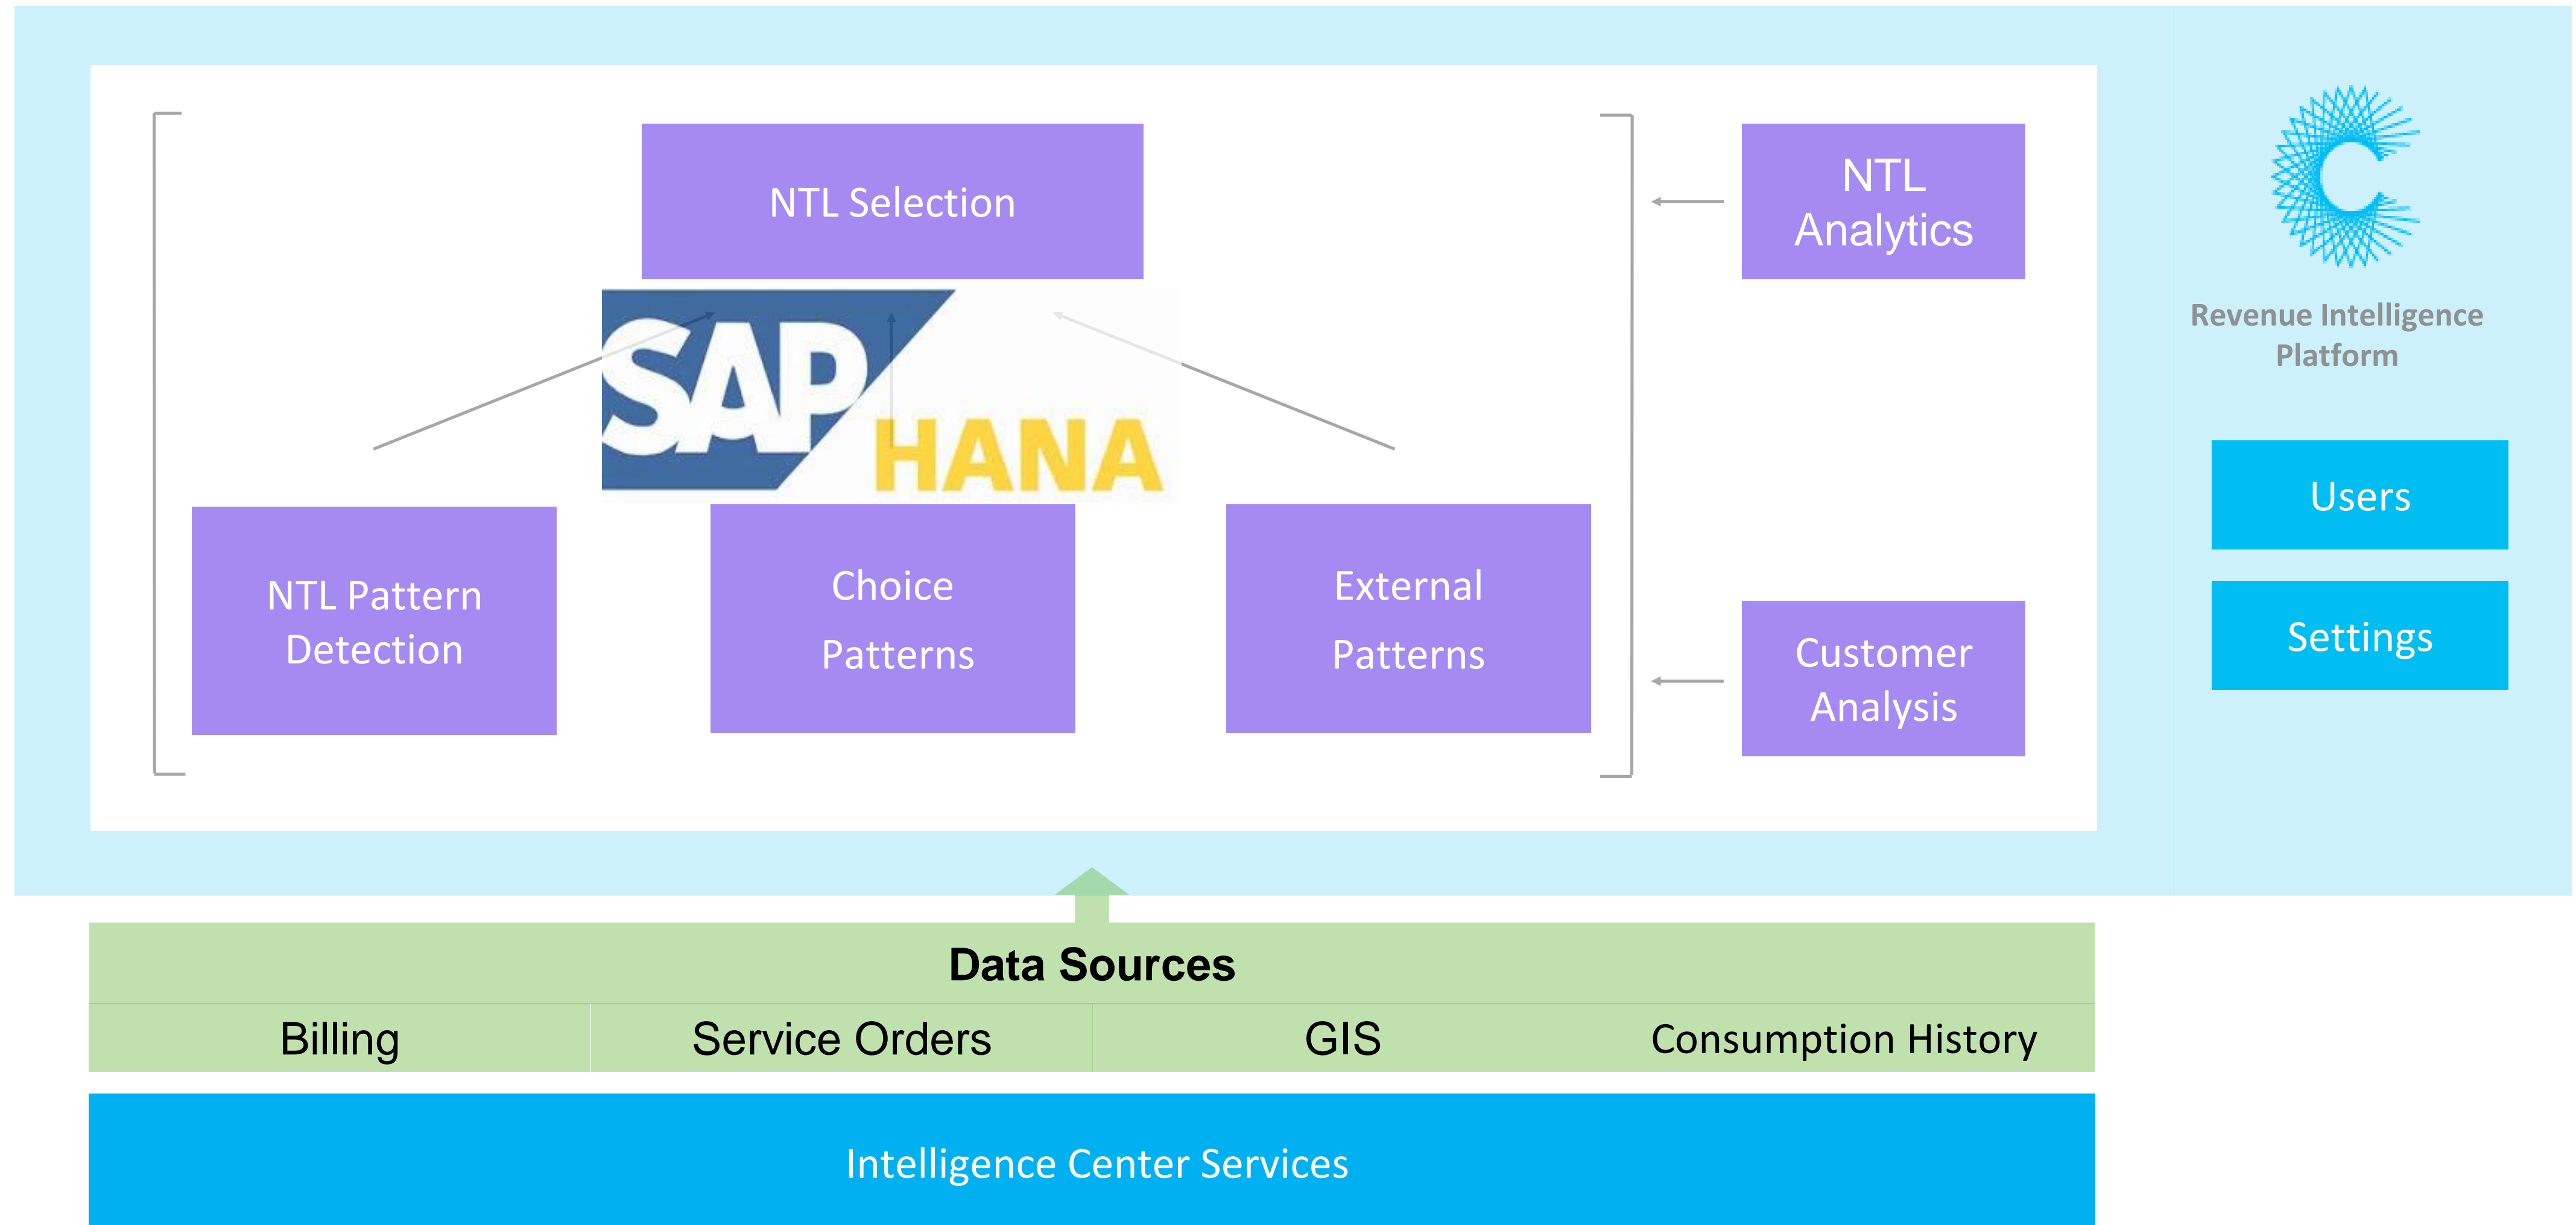 NTL Selection
NTL
Analytics
SAP
HANA
NTL Pattern
Detection
Choice
Patterns
External
Patterns
Customer
Analysis
Revenue Intelligence
Platform
Users
Settings
Data Sources
Billing
Service Orders
GIS
Consumption History
Intelligence Center Services